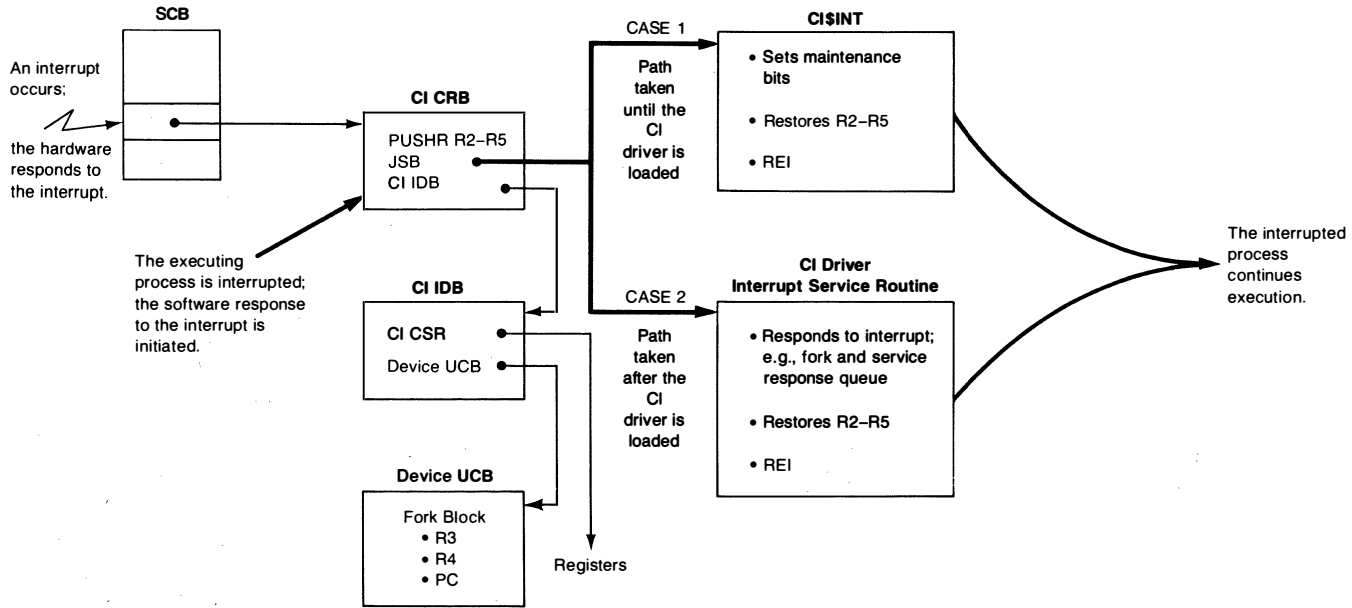 SCB
An interrupt
occurs;
the hardware
responds to
the interrupt.
CI CRB
PUSHR R2–R5
JSB
CI IDB
The executing
process is interrupted;
the software response
to the interrupt is
initiated.
CI IDB
CI CSR
Device UCB
Device UCB
Fork Block
• R3
• R4
• PC
Registers
CASE 1
Path
taken
until the
CI
driver is
loaded
CI$INT
• Sets maintenance
bits
• Restores R2–R5
• REI
CASE 2
Path
taken
after the
CI
driver is
loaded
CI Driver
Interrupt Service Routine
• Responds to interrupt;
e.g., fork and service
response queue
• Restores R2–R5
• REI
The interrupted
process
continues
execution.